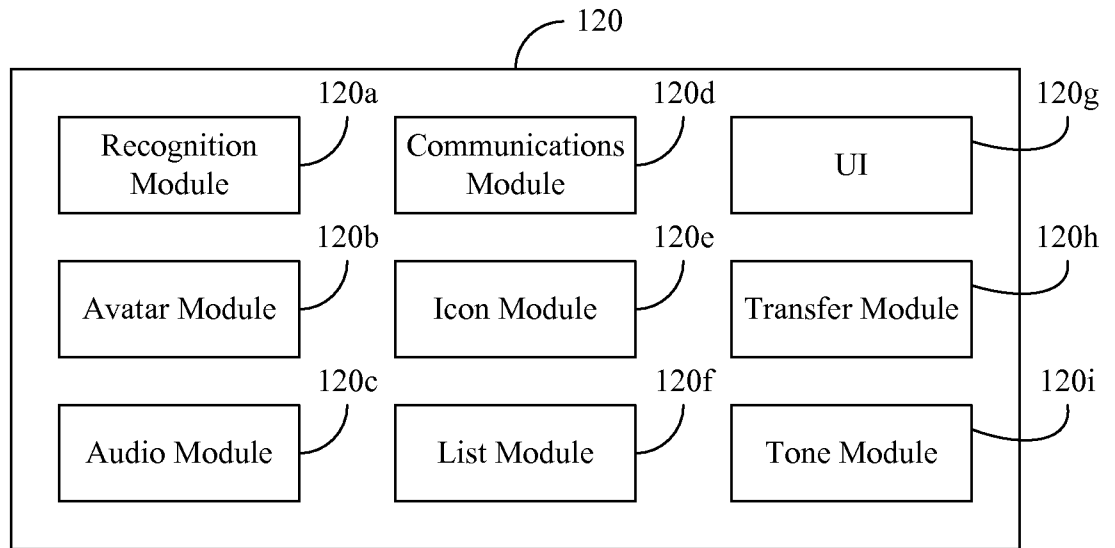 120
120a
120d
120g
Recognition
Module
Communications
Module
UI
120b
120e
120h
Avatar Module
Icon Module
Transfer Module
120c
120f
120i
Audio Module
List Module
Tone Module